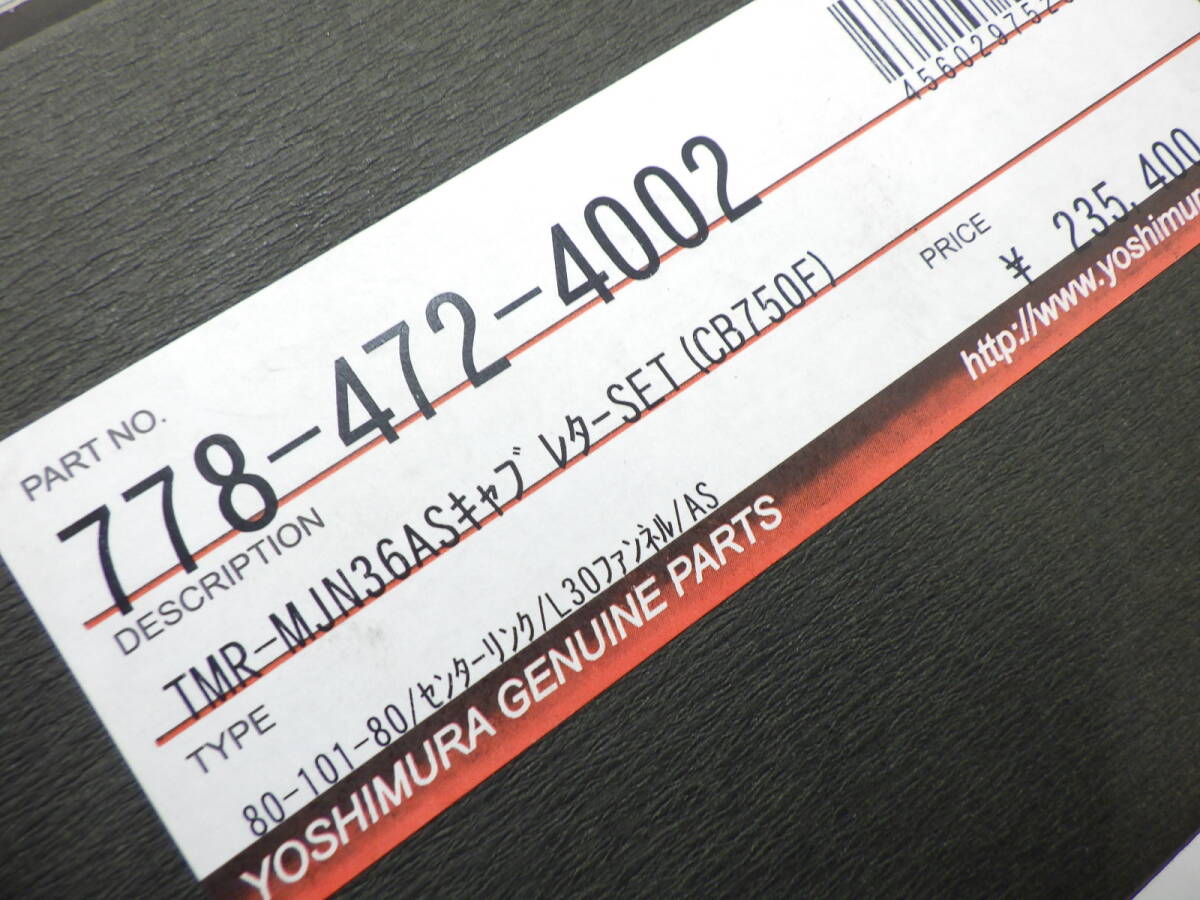 PART NO.
778-472-4002
4560297526
DESCRIPTION
TMR-MJN36ASｷｬﾌﾞﾚﾀｰSET(CB750F)
PRICE
¥ 235,400
TYPE
80-101-80/ｾﾝﾀｰﾘﾝｸ/L30ﾌｧﾝﾈﾙ/AS
YOSHIMURA GENUINE PARTS
http://www.yoshimur